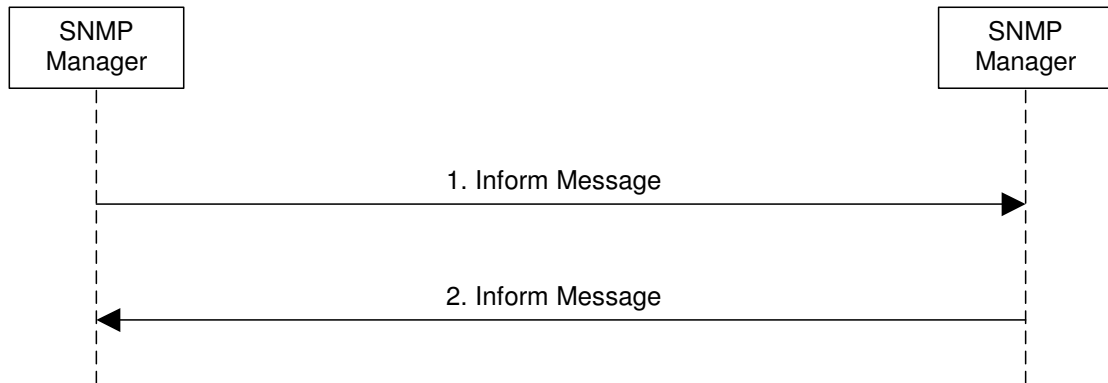 SNMP
Manager
SNMP
Manager
1. Inform Message
2. Inform Message